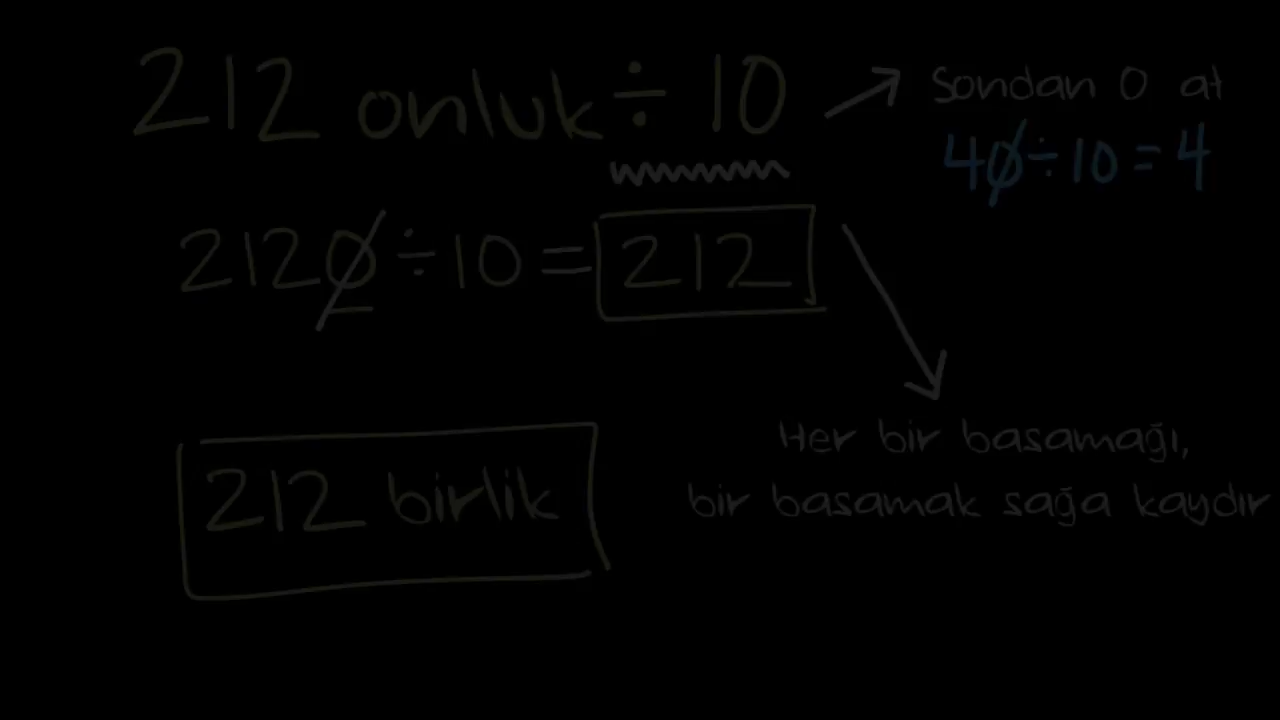 212 onluk ÷ 10
Sondan 0 at
40 ÷ 10 = 4
2120 ÷ 10 = 212
Her bir basamağı,
bir basamak sağa kaydır
212 birlik